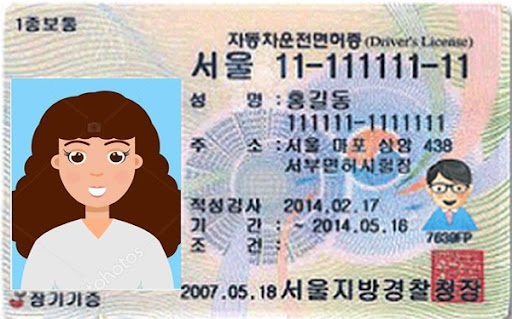 1종보통
자동차운전면허증 (Driver's License)
서울 11-111111-11
성 명 : 홍길동
111111-1111111
주 소 : 서울 마포 상암 438
서부면허시험장
적성검사 2014.02.17
기 간 : ~ 2014.05.16
조 건 :
7639FP
장기기증
2007.05.18 서울지방경찰청장